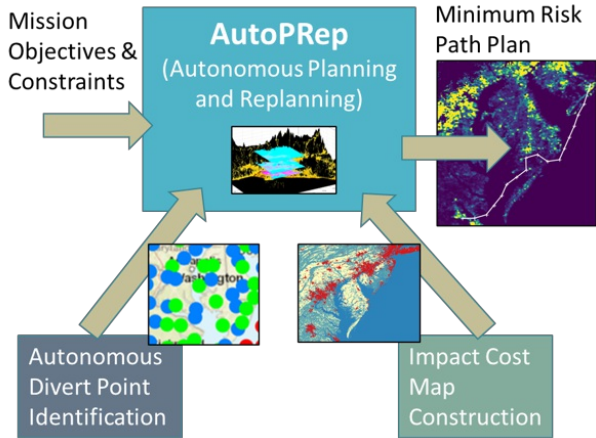 Mission
Objectives &
Constraints
AutoPRep
(Autonomous Planning
and Replanning)
Minimum Risk
Path Plan
Washington
Autonomous
Divert Point
Identification
Impact Cost
Map
Construction